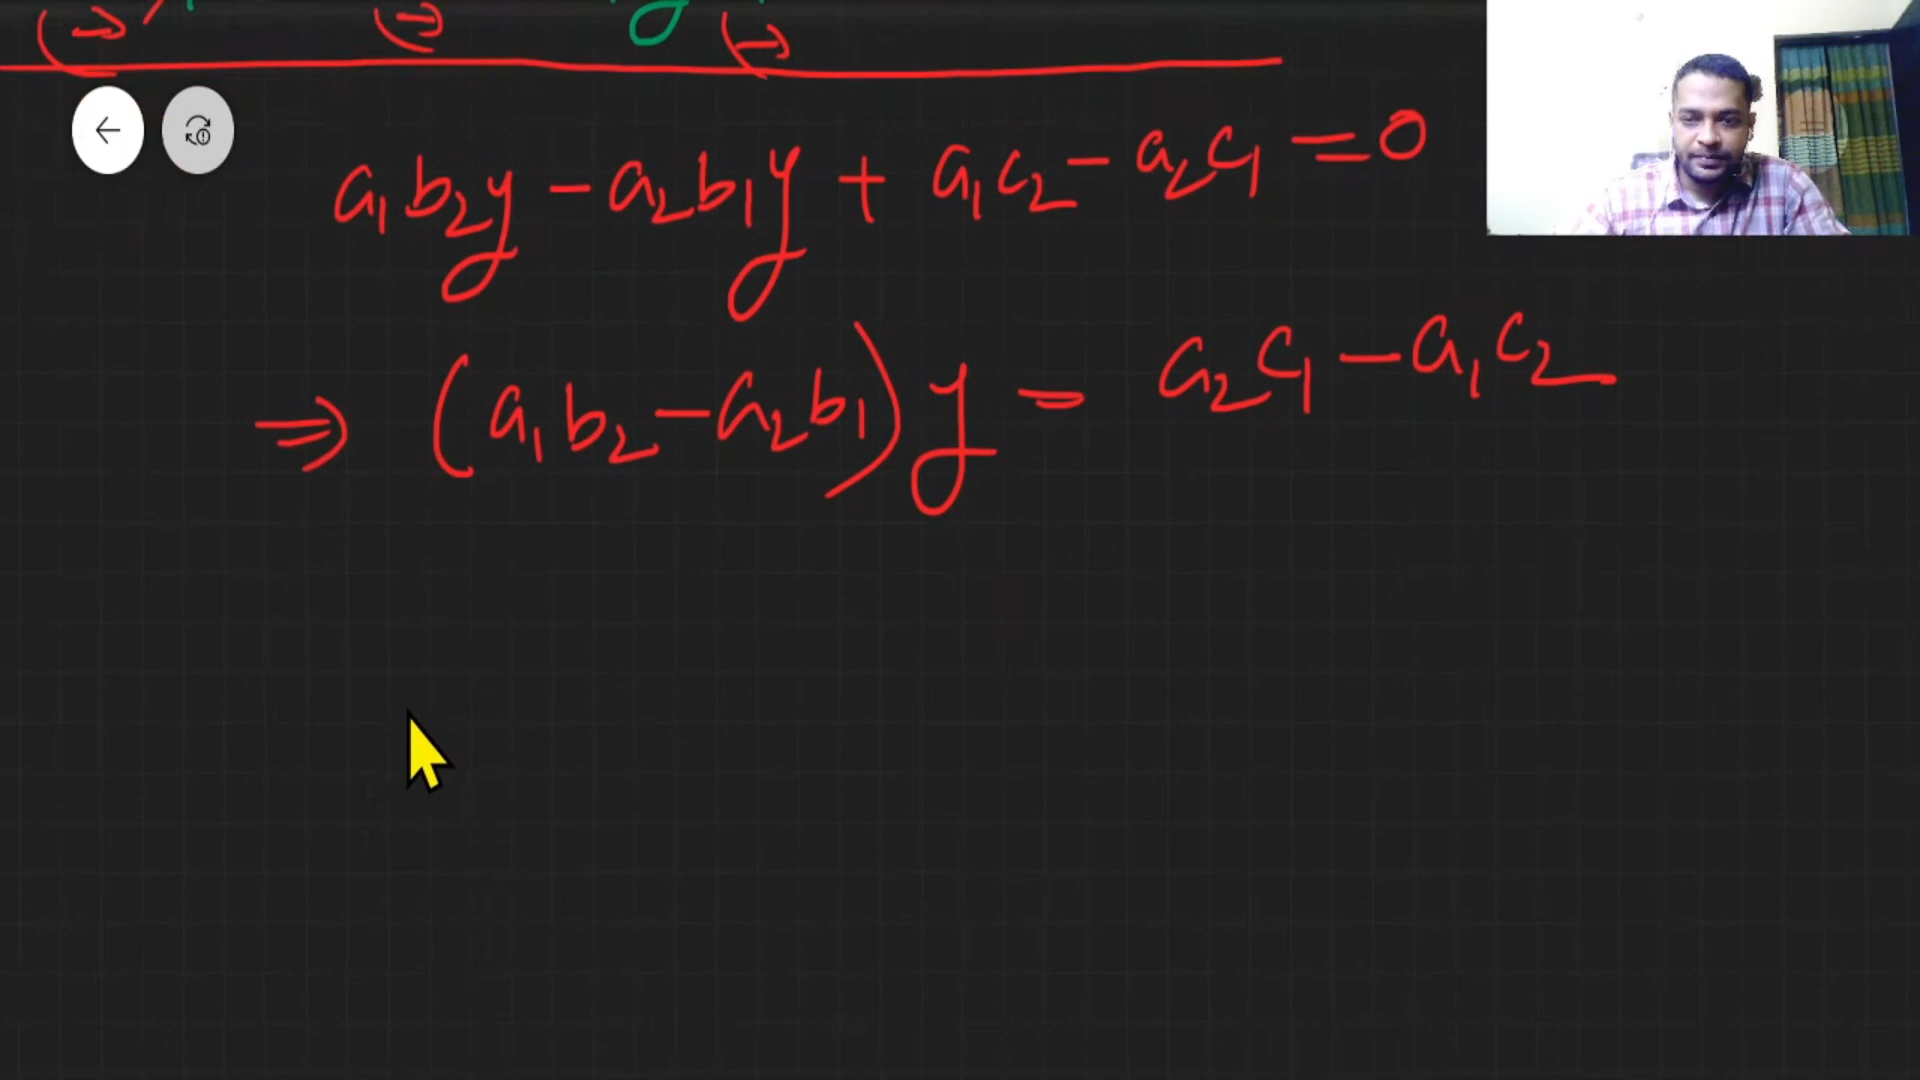 (-) (-) y (-)
a₁b₂y - a₂b₁y + a₁c₂ - a₂c₁ = 0
⇒ (a₁b₂ - a₂b₁) y = a₂c₁ - a₁c₂